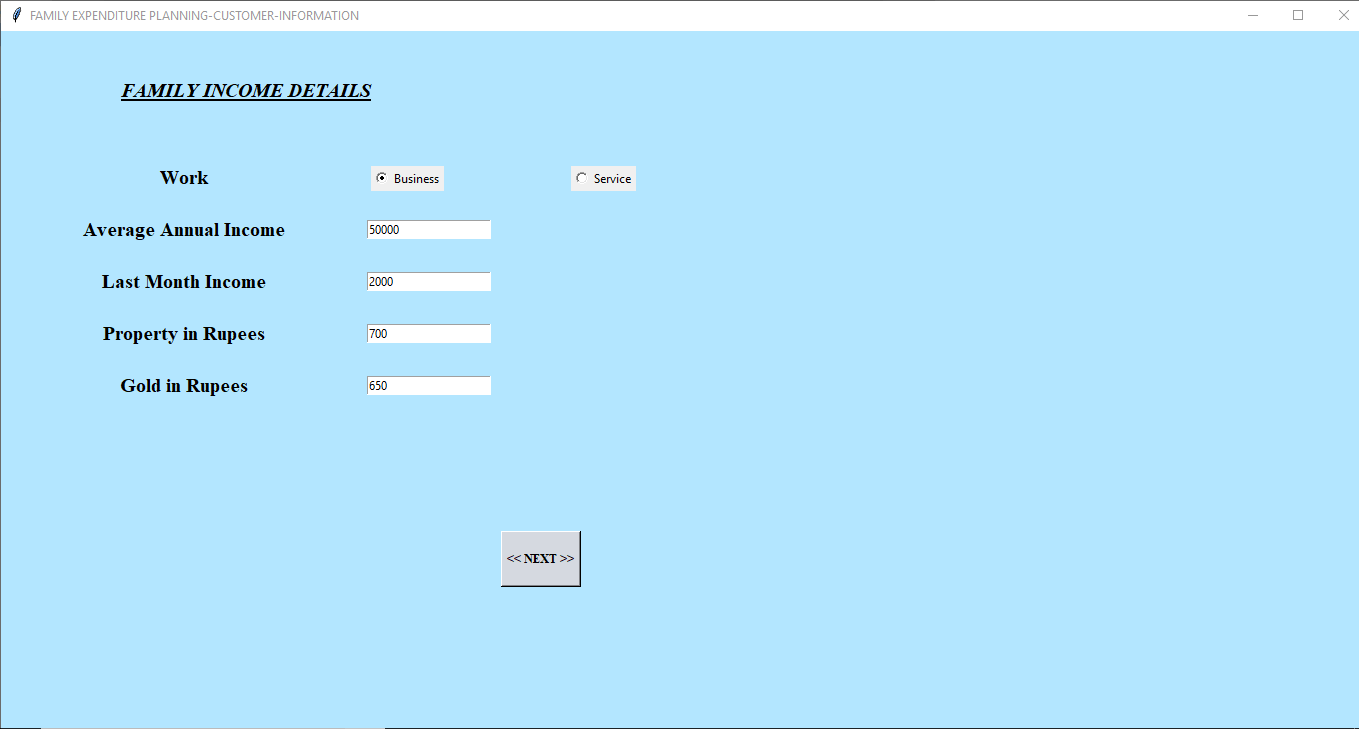 FAMILY EXPENDITURE PLANNING-CUSTOMER-INFORMATION
FAMILY INCOME DETAILS
Work Business Service
Average Annual Income 50000
Last Month Income 2000
Property in Rupees 700
Gold in Rupees 650
<< NEXT >>